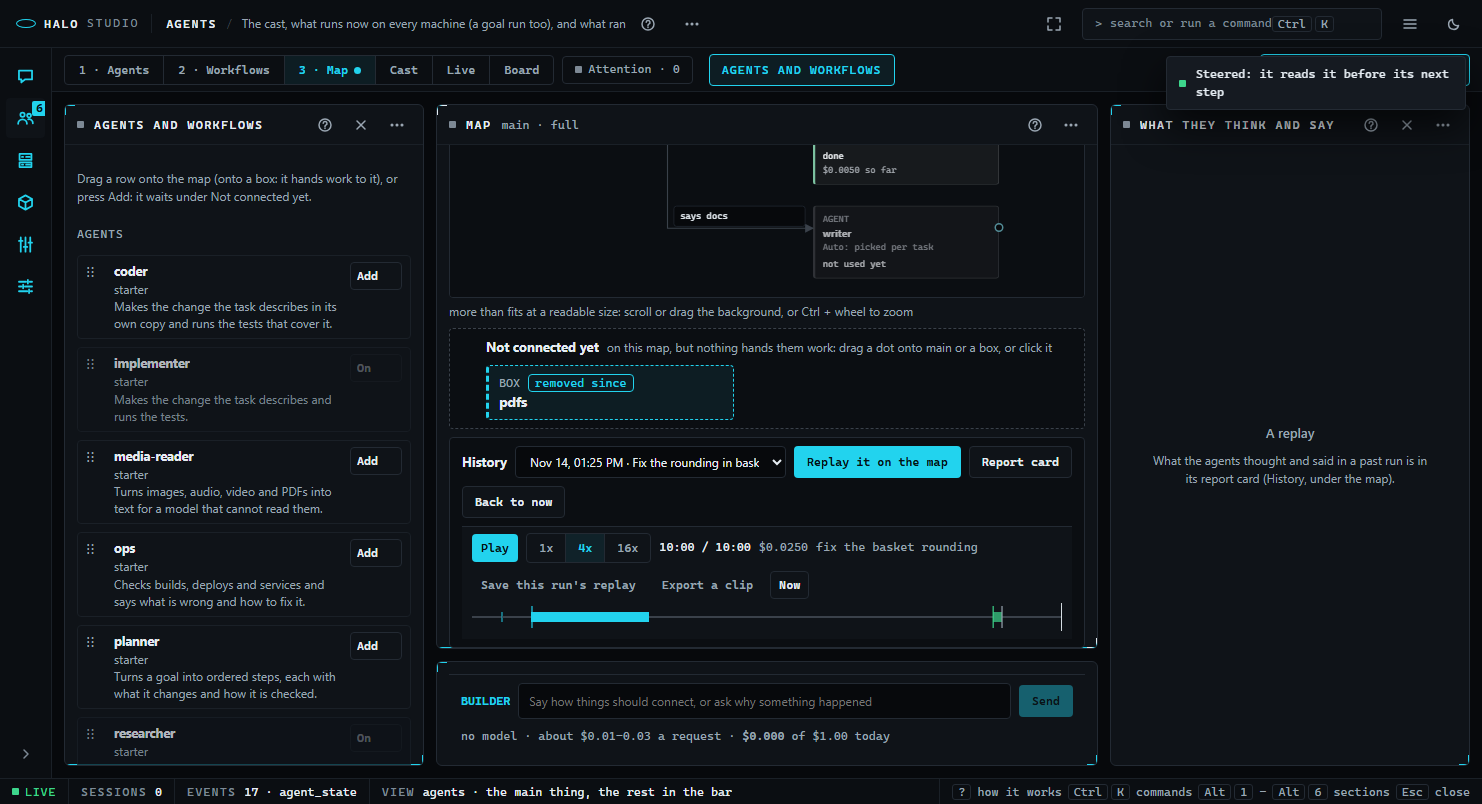 HALO STUDIO AGENTS / The cast, what runs now on every machine (a goal run too), and what ran
> search or run a command Ctrl K
1 · Agents 2 · Workflows 3 · Map Cast Live Board Attention · 0 AGENTS AND WORKFLOWS
Steered: it reads it before its next
step
6
AGENTS AND WORKFLOWS
Drag a row onto the map (onto a box: it hands work to it), or
press Add: it waits under Not connected yet.
AGENTS
coder
Add
starter
Makes the change the task describes in its
own copy and runs the tests that cover it.
implementer
On
starter
Makes the change the task describes and
runs the tests.
media-reader
Add
starter
Turns images, audio, video and PDFs into
text for a model that cannot read them.
ops
Add
starter
Checks builds, deploys and services and
says what is wrong and how to fix it.
planner
Add
starter
Turns a goal into ordered steps, each with
what it changes and how it is checked.
researcher
On
starter
MAP main · full
done
$0.0050 so far
says docs
AGENT
writer
Auto: picked per task
not used yet
more than fits at a readable size: scroll or drag the background, or Ctrl + wheel to zoom
Not connected yet on this map, but nothing hands them work: drag a dot onto main or a box, or click it
BOX removed since
pdfs
History Nov 14, 01:25 PM · Fix the rounding in bask Replay it on the map Report card
Back to now
Play 1x 4x 16x 10:00 / 10:00 $0.0250 fix the basket rounding
Save this run's replay Export a clip Now
BUILDER Say how things should connect, or ask why something happened Send
no model · about $0.01–0.03 a request · $0.000 of $1.00 today
WHAT THEY THINK AND SAY
A replay
What the agents thought and said in a past run is in
its report card (History, under the map).
LIVE SESSIONS 0 EVENTS 17 · agent_state VIEW agents · the main thing, the rest in the bar
? how it works Ctrl K commands Alt 1 – Alt 6 sections Esc close